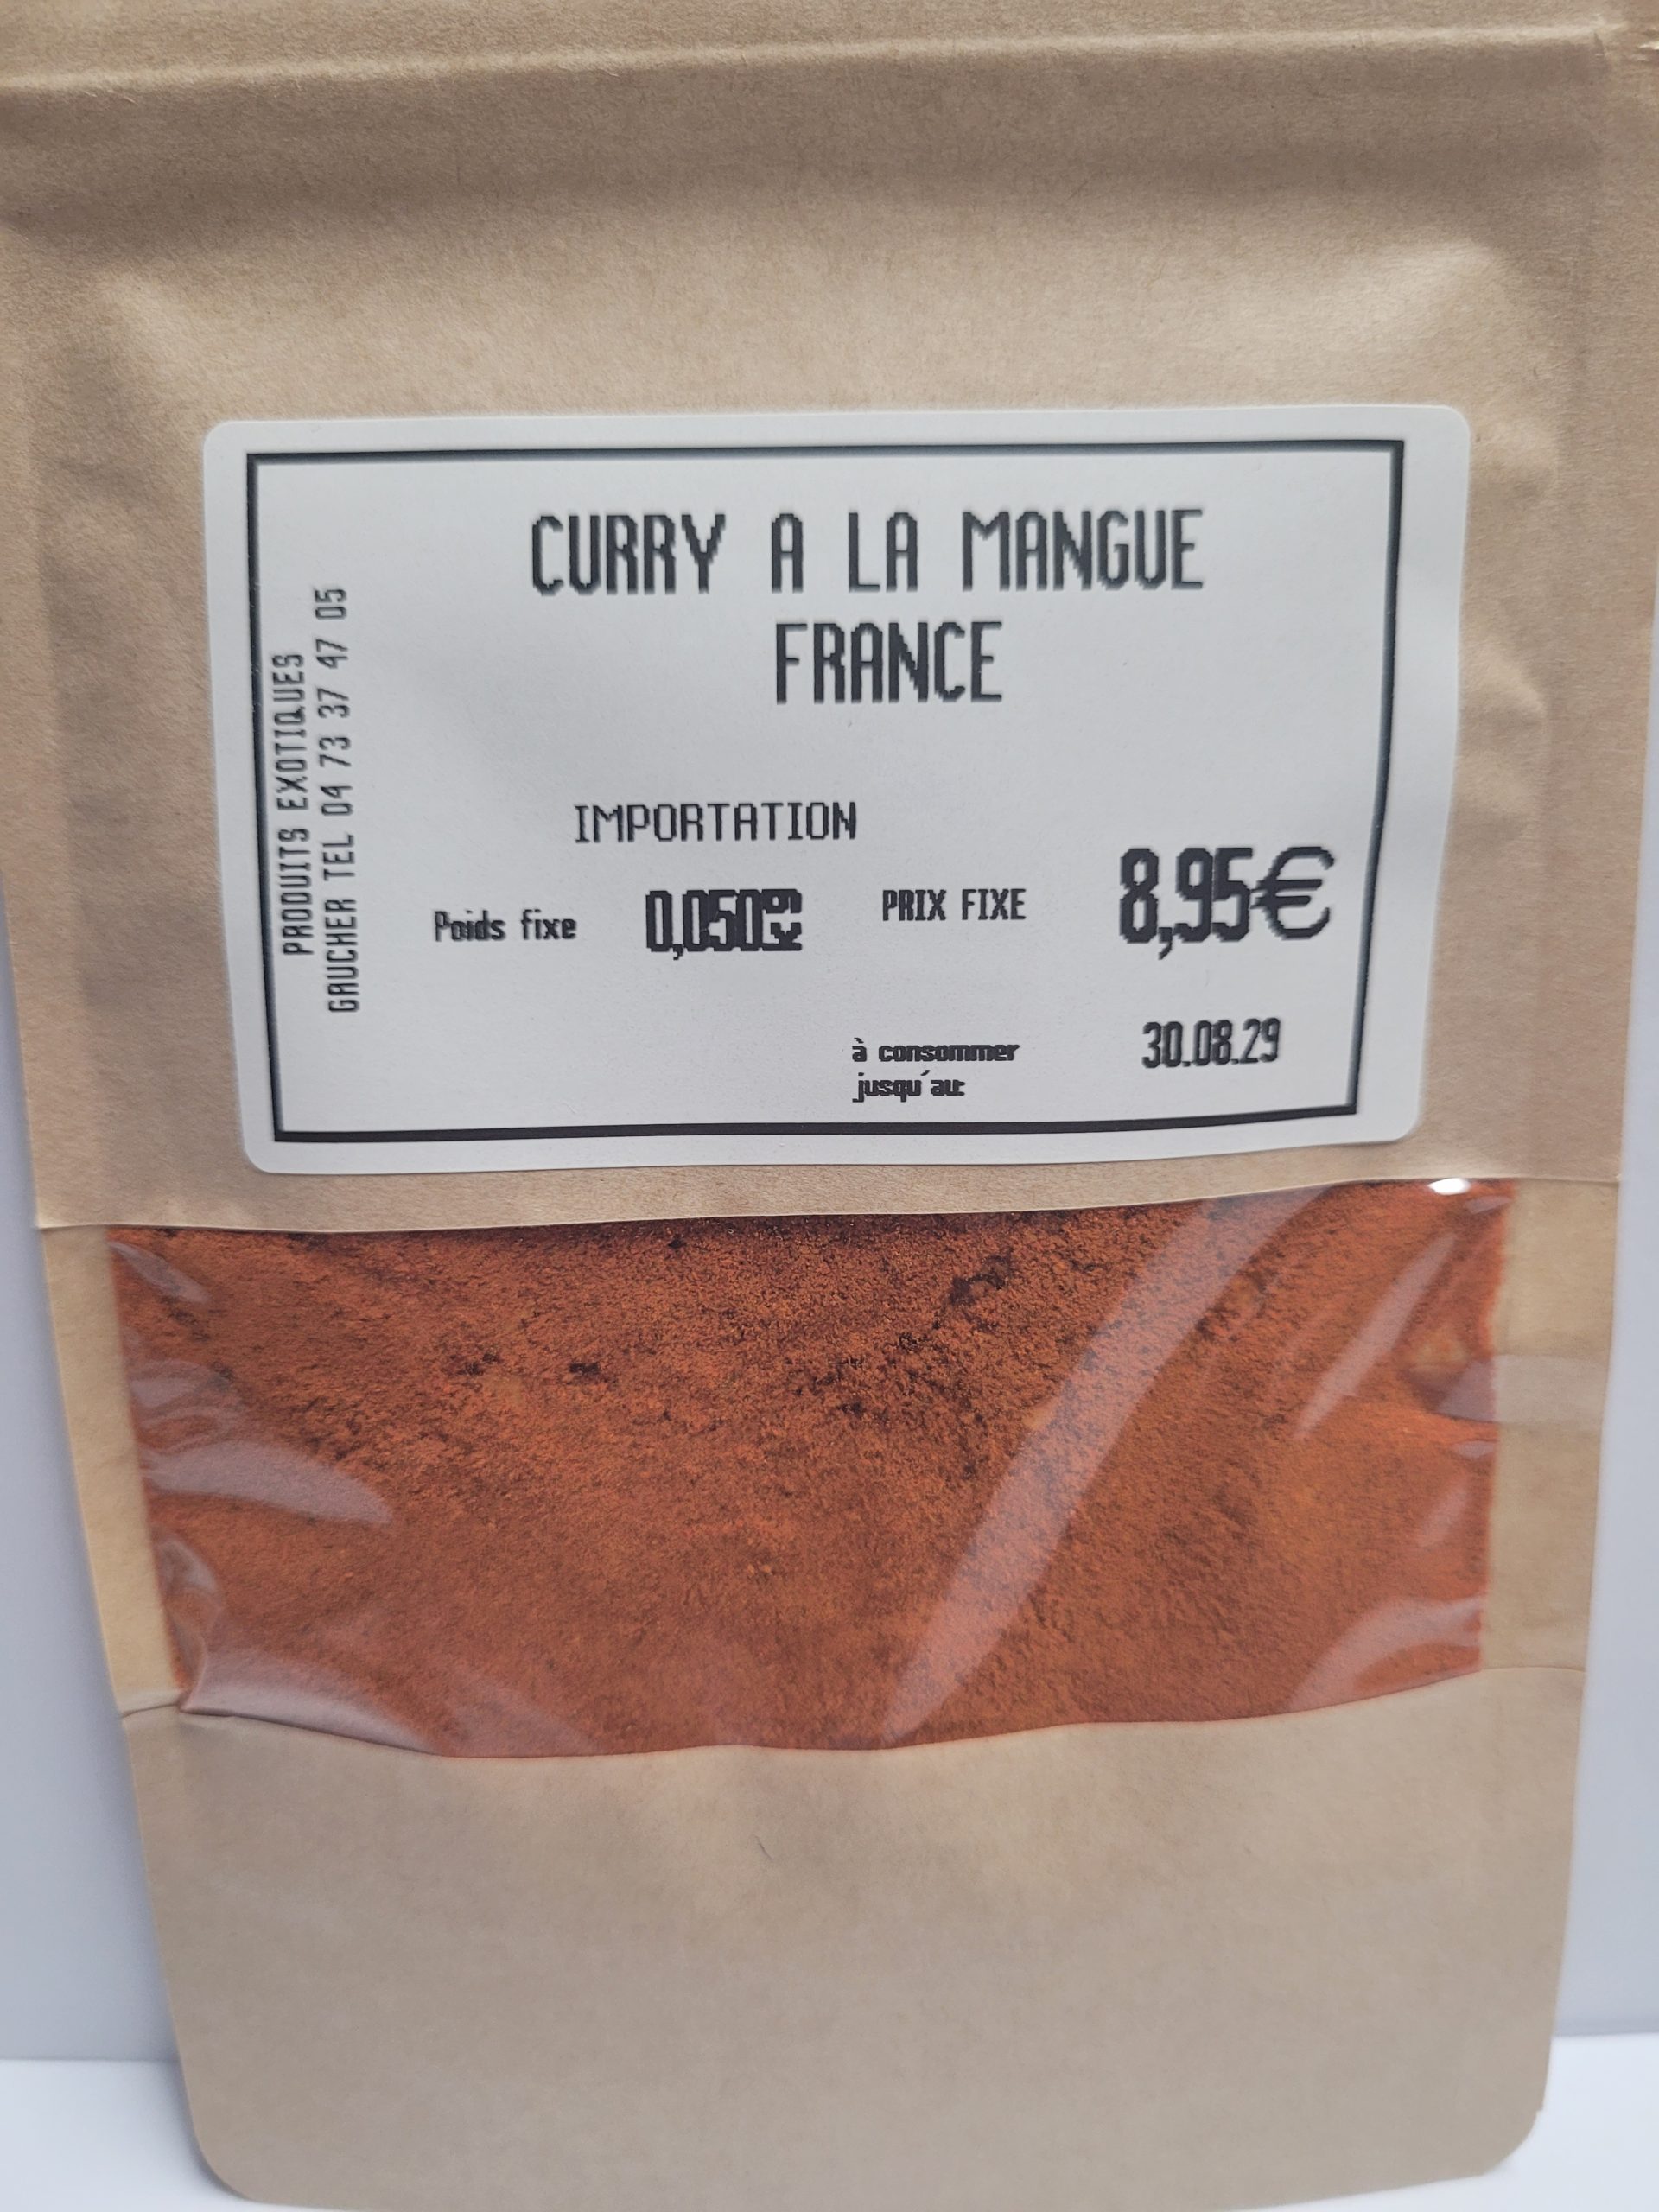 CURRY A LA MANGUE
FRANCE
PRODUITS EXOTIQUES
GAUCHER TEL 04 73 37 47 05
IMPORTATION
Poids fixe 0,050kg PRIX FIXE 8,95€
à consommer 30.08.29
jusqu'au: